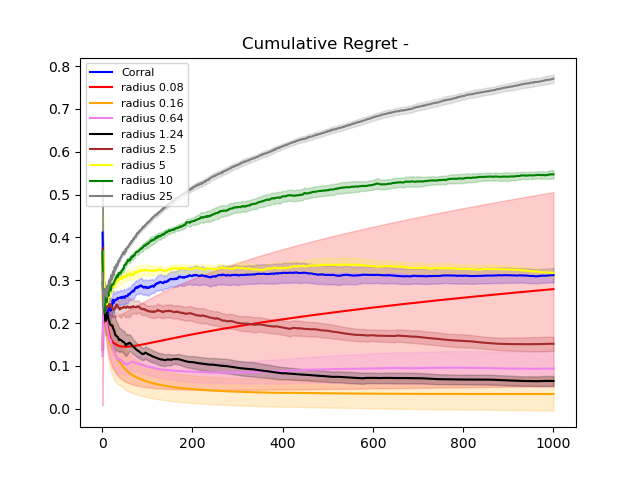 Cumulative Regret -
0.8
0.7
0.6
0.5
0.4
0.3
0.2
0.1
0.0
Corral
radius 0.08
radius 0.16
radius 0.64
radius 1.24
radius 2.5
radius 5
radius 10
radius 25
0 200 400 600 800 1000